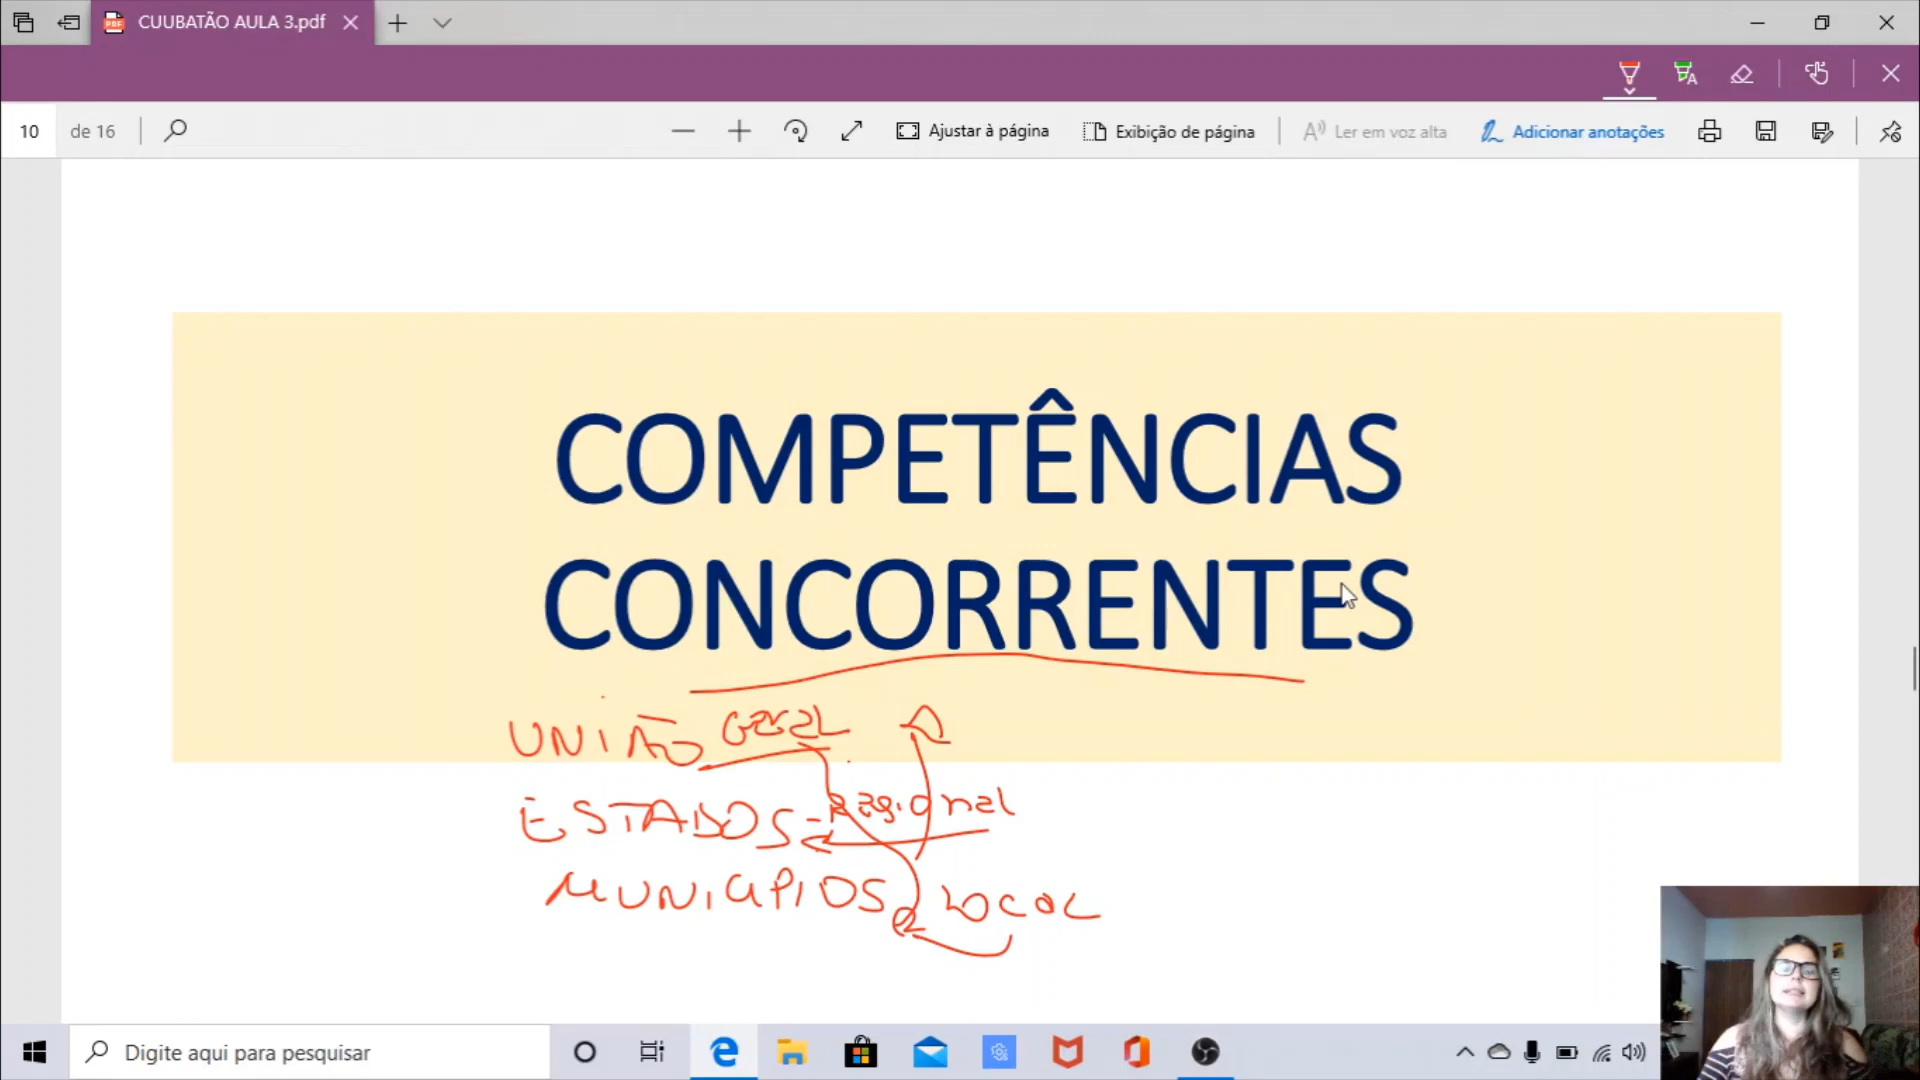 CUUBATÃO AULA 3.pdf
10 de 16
Ajustar à página
Exibição de página
Ler em voz alta
Adicionar anotações
COMPETÊNCIAS
CONCORRENTES
UNIÃO Geral
ESTADOS - Regional
MUNICIPIOS LOCAL
Digite aqui para pesquisar